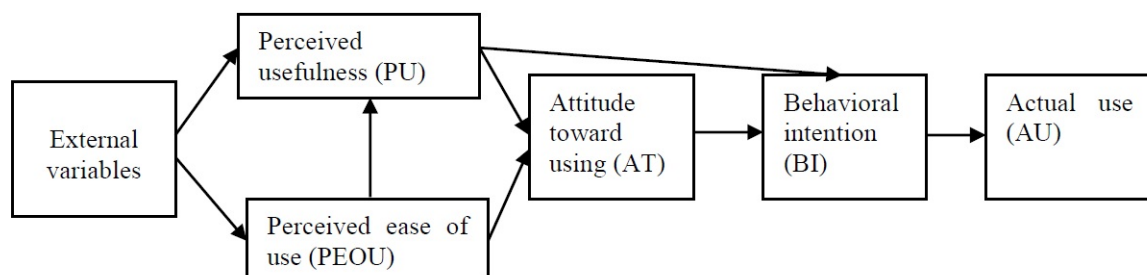 External
variables
Perceived
usefulness (PU)
Perceived ease of
use (PEOU)
Attitude
toward
using (AT)
Behavioral
intention
(BI)
Actual use
(AU)